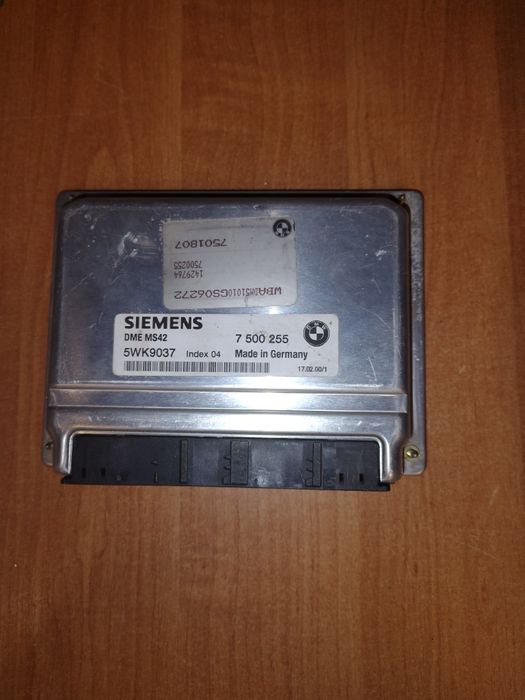 1429764
7500255
7501807
SIEMENS
DME MS42 7 500 255
5WK9037 Index 04 Made in Germany
BMW
17.02.00/1